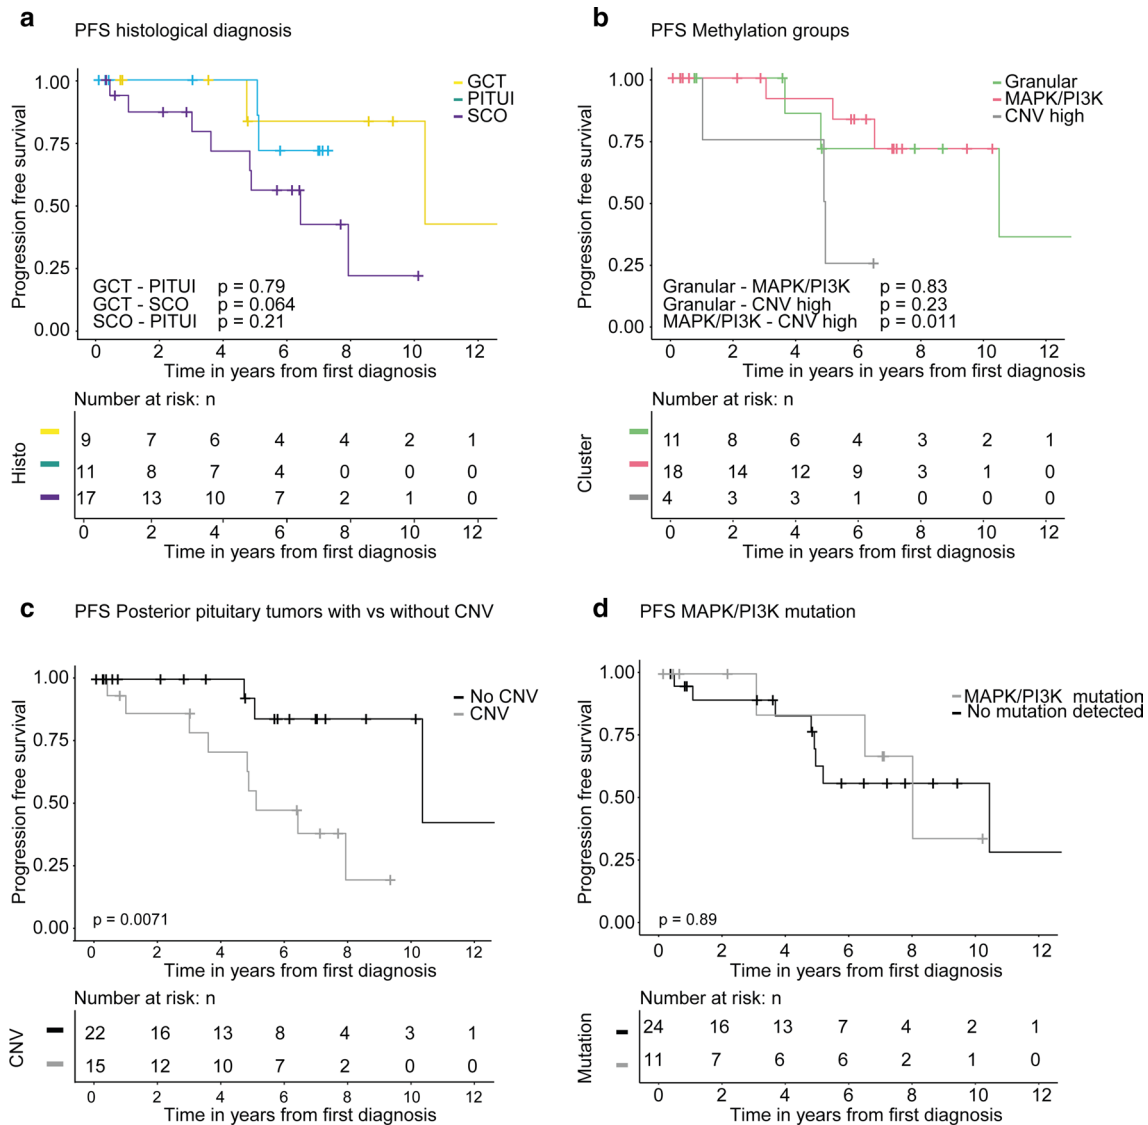 a
PFS histological diagnosis
Progression free survival
1.00
0.75
0.50
0.25
0.00
GCT
PITUI
SCO
GCT - PITUI p = 0.79
GCT - SCO p = 0.064
SCO - PITUI p = 0.21
0 2 4 6 8 10 12
Time in years from first diagnosis
Number at risk: n
Histo
9 7 6 4 4 2 1
11 8 7 4 0 0 0
17 13 10 7 2 1 0
0 2 4 6 8 10 12
Time in years from first diagnosis
b
PFS Methylation groups
Progression free survival
1.00
0.75
0.50
0.25
0.00
Granular
MAPK/PI3K
CNV high
Granular - MAPK/PI3K p = 0.83
Granular - CNV high p = 0.23
MAPK/PI3K - CNV high p = 0.011
0 2 4 6 8 10 12
Time in years in years from first diagnosis
Number at risk: n
Cluster
11 8 6 4 3 2 1
18 14 12 9 3 1 0
4 3 3 1 0 0 0
0 2 4 6 8 10 12
Time in years from first diagnosis
c
PFS Posterior pituitary tumors with vs without CNV
Progression free survival
1.00
0.75
0.50
0.25
0.00
No CNV
CNV
p = 0.0071
0 2 4 6 8 10 12
Time in years from first diagnosis
Number at risk: n
CNV
22 16 13 8 4 3 1
15 12 10 7 2 0 0
0 2 4 6 8 10 12
Time in years from first diagnosis
d
PFS MAPK/PI3K mutation
Progression free survival
1.00
0.75
0.50
0.25
0.00
MAPK/PI3K mutation
No mutation detected
p = 0.89
0 2 4 6 8 10 12
Time in years from first diagnosis
Number at risk: n
Mutation
24 16 13 7 4 2 1
11 7 6 6 2 1 0
0 2 4 6 8 10 12
Time in years from first diagnosis